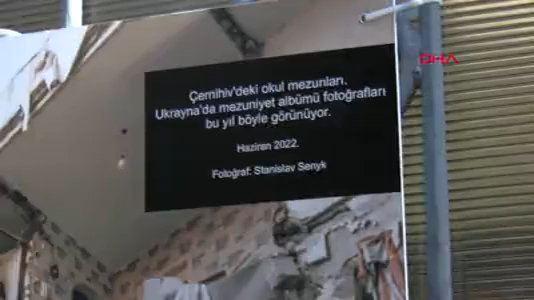 DHA
Çernihiv'deki okul mezunları.
Ukrayna'da mezuniyet albümü fotoğrafları
bu yıl böyle görünüyor.
Haziran 2022.
Fotoğraf: Stanislav Senyk